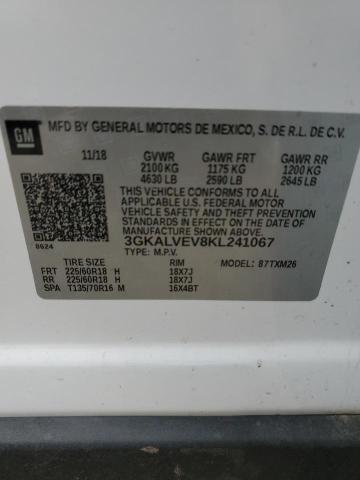 GM
MFD BY GENERAL MOTORS DE MEXICO, S. DE R.L. DE C.V.
11/18 GVWR GAWR FRT GAWR RR
2100 KG 1175 KG 1200 KG
4630 LB 2590 LB 2645 LB
THIS VEHICLE CONFORMS TO ALL
APPLICABLE U.S. FEDERAL MOTOR
VEHICLE SAFETY AND THEFT PREVENTION
STANDARDS IN EFFECT ON THE DATE OF
MANUFACTURE SHOWN ABOVE.
3GKALVEV8KL241067
8624 TYPE: M.P.V. MODEL: 87TXM26
TIRE SIZE RIM
FRT 225/60R18 H 18X7J
RR 225/60R18 H 18X7J
SPA T135/70R16 M 16X4BT